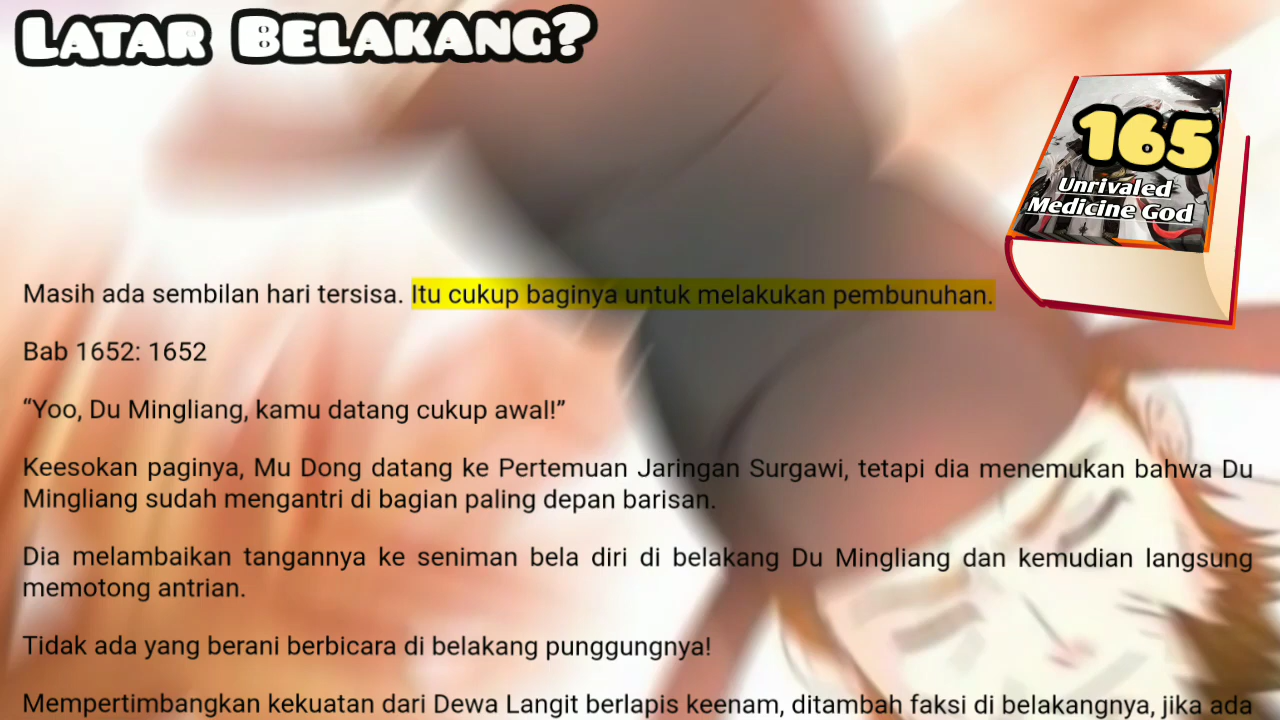 LATAR BELAKANG?
165
Unrivaled
Medicine God
Masih ada sembilan hari tersisa. Itu cukup baginya untuk melakukan pembunuhan.
Bab 1652: 1652
“Yoo, Du Mingliang, kamu datang cukup awal!”
Keesokan paginya, Mu Dong datang ke Pertemuan Jaringan Surgawi, tetapi dia menemukan bahwa Du
Mingliang sudah mengantri di bagian paling depan barisan.
Dia melambaikan tangannya ke seniman bela diri di belakang Du Mingliang dan kemudian langsung
memotong antrian.
Tidak ada yang berani berbicara di belakang punggungnya!
Mempertimbangkan kekuatan dari Dewa Langit berlapis keenam, ditambah faksi di belakangnya, jika ada